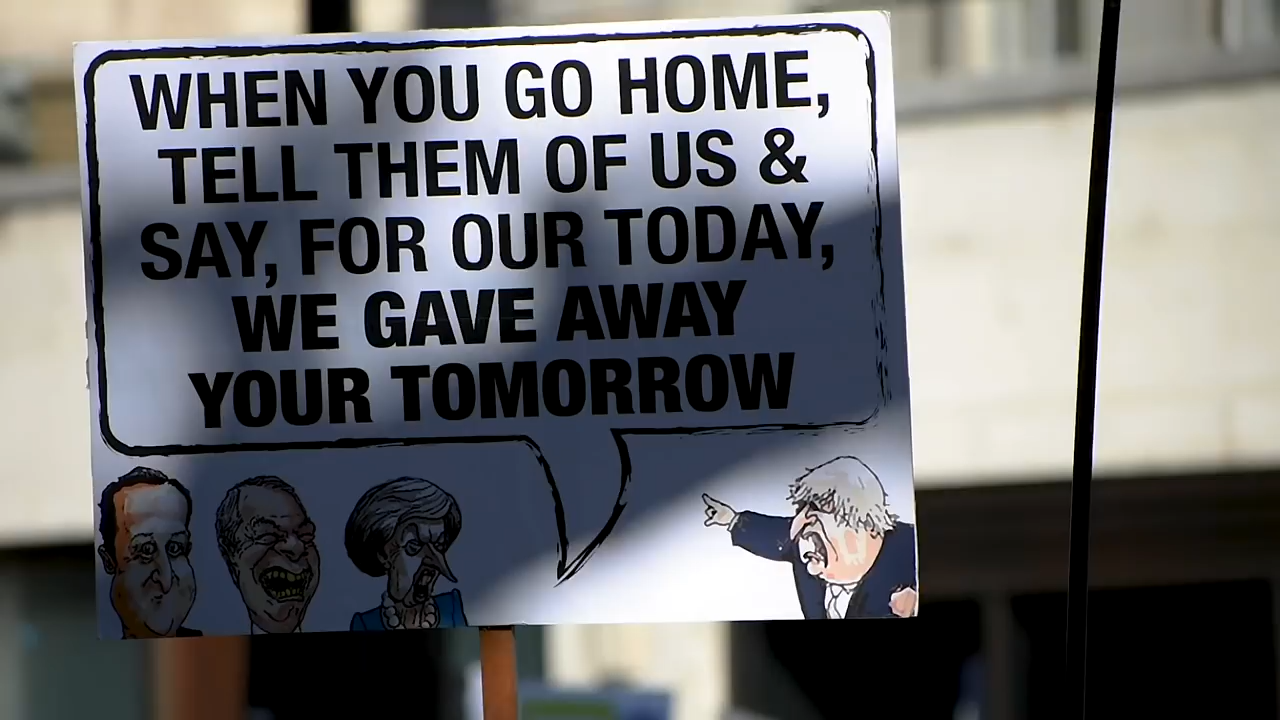 WHEN YOU GO HOME,
TELL THEM OF US &
SAY, FOR OUR TODAY,
WE GAVE AWAY
YOUR TOMORROW